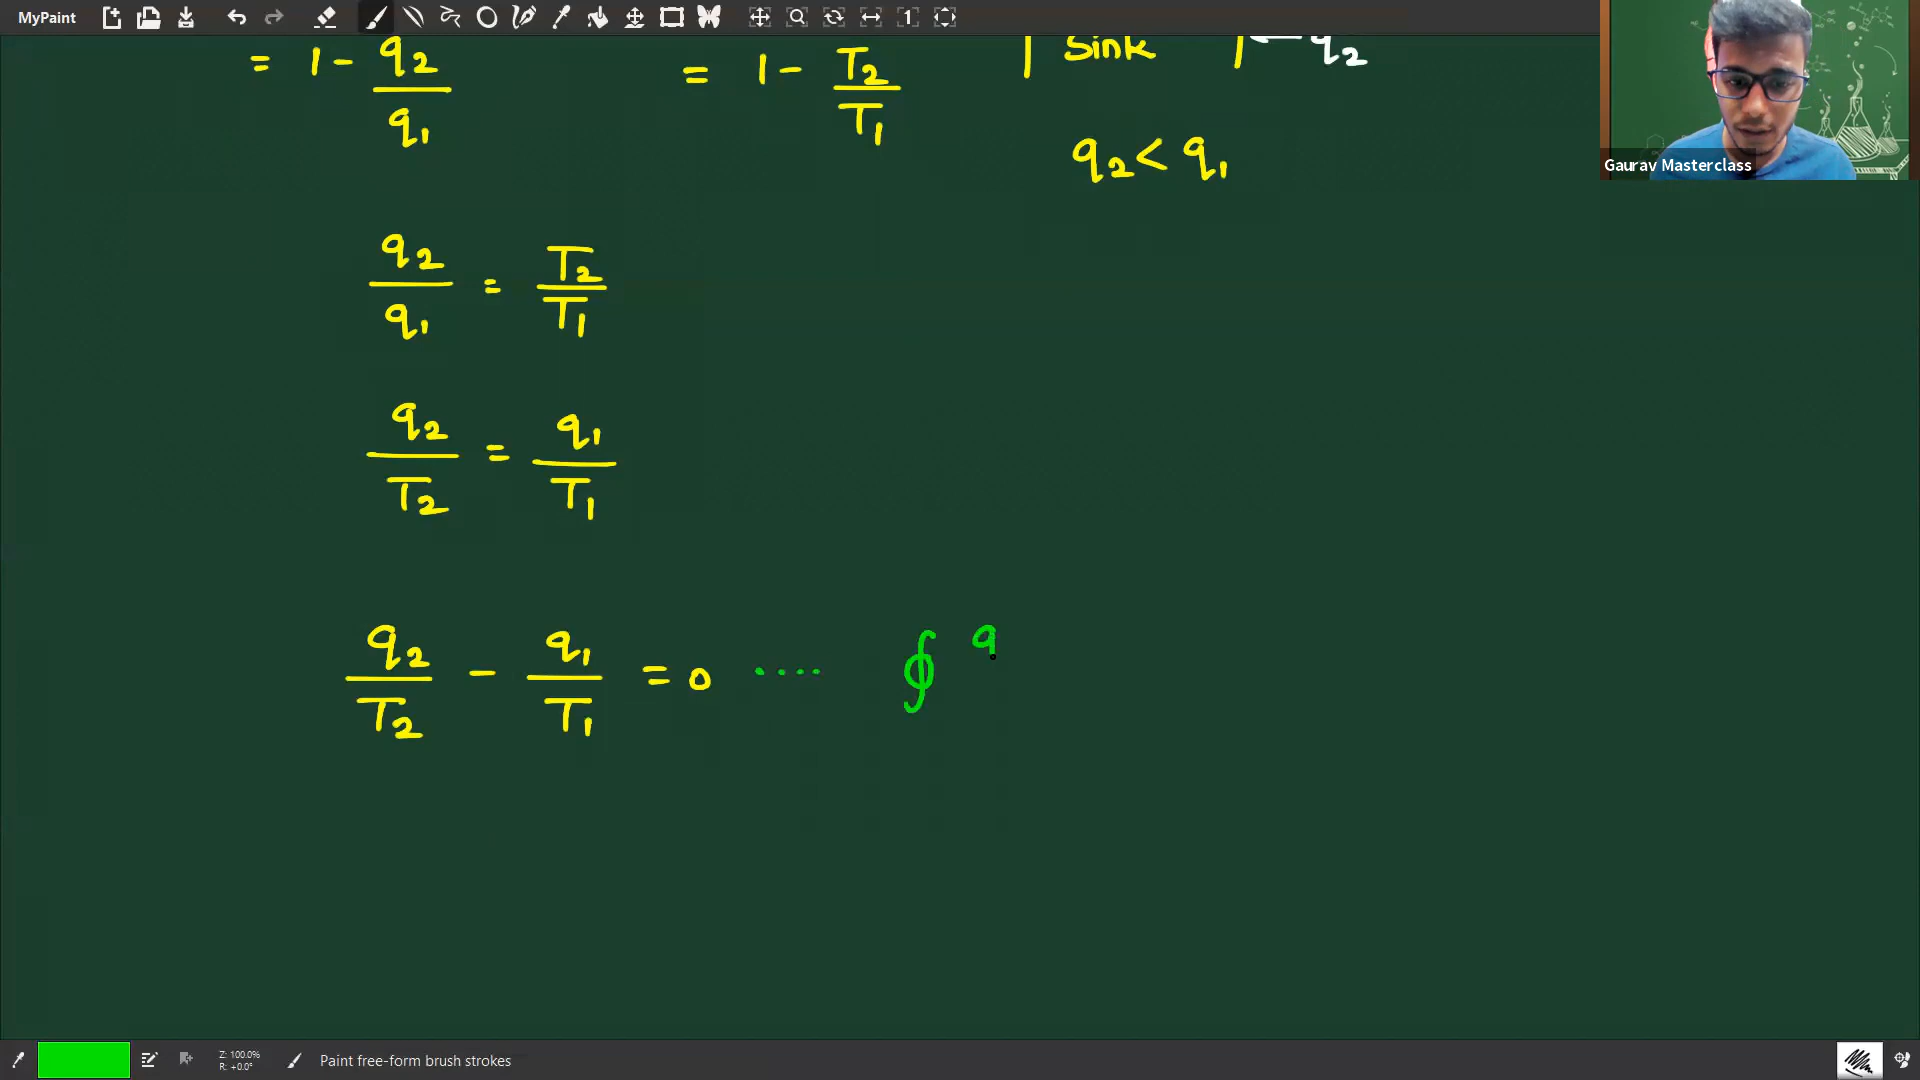 MyPaint
= 1 - q2/q1 = 1 - T2/T1
Sink q2
q2 < q1
Gaurav Masterclass
q2/q1 = T2/T1
q2/T2 = q1/T1
q2/T2 - q1/T1 = 0 .... ∮ q
Z: 100.0%
R: +0.0°
Paint free-form brush strokes